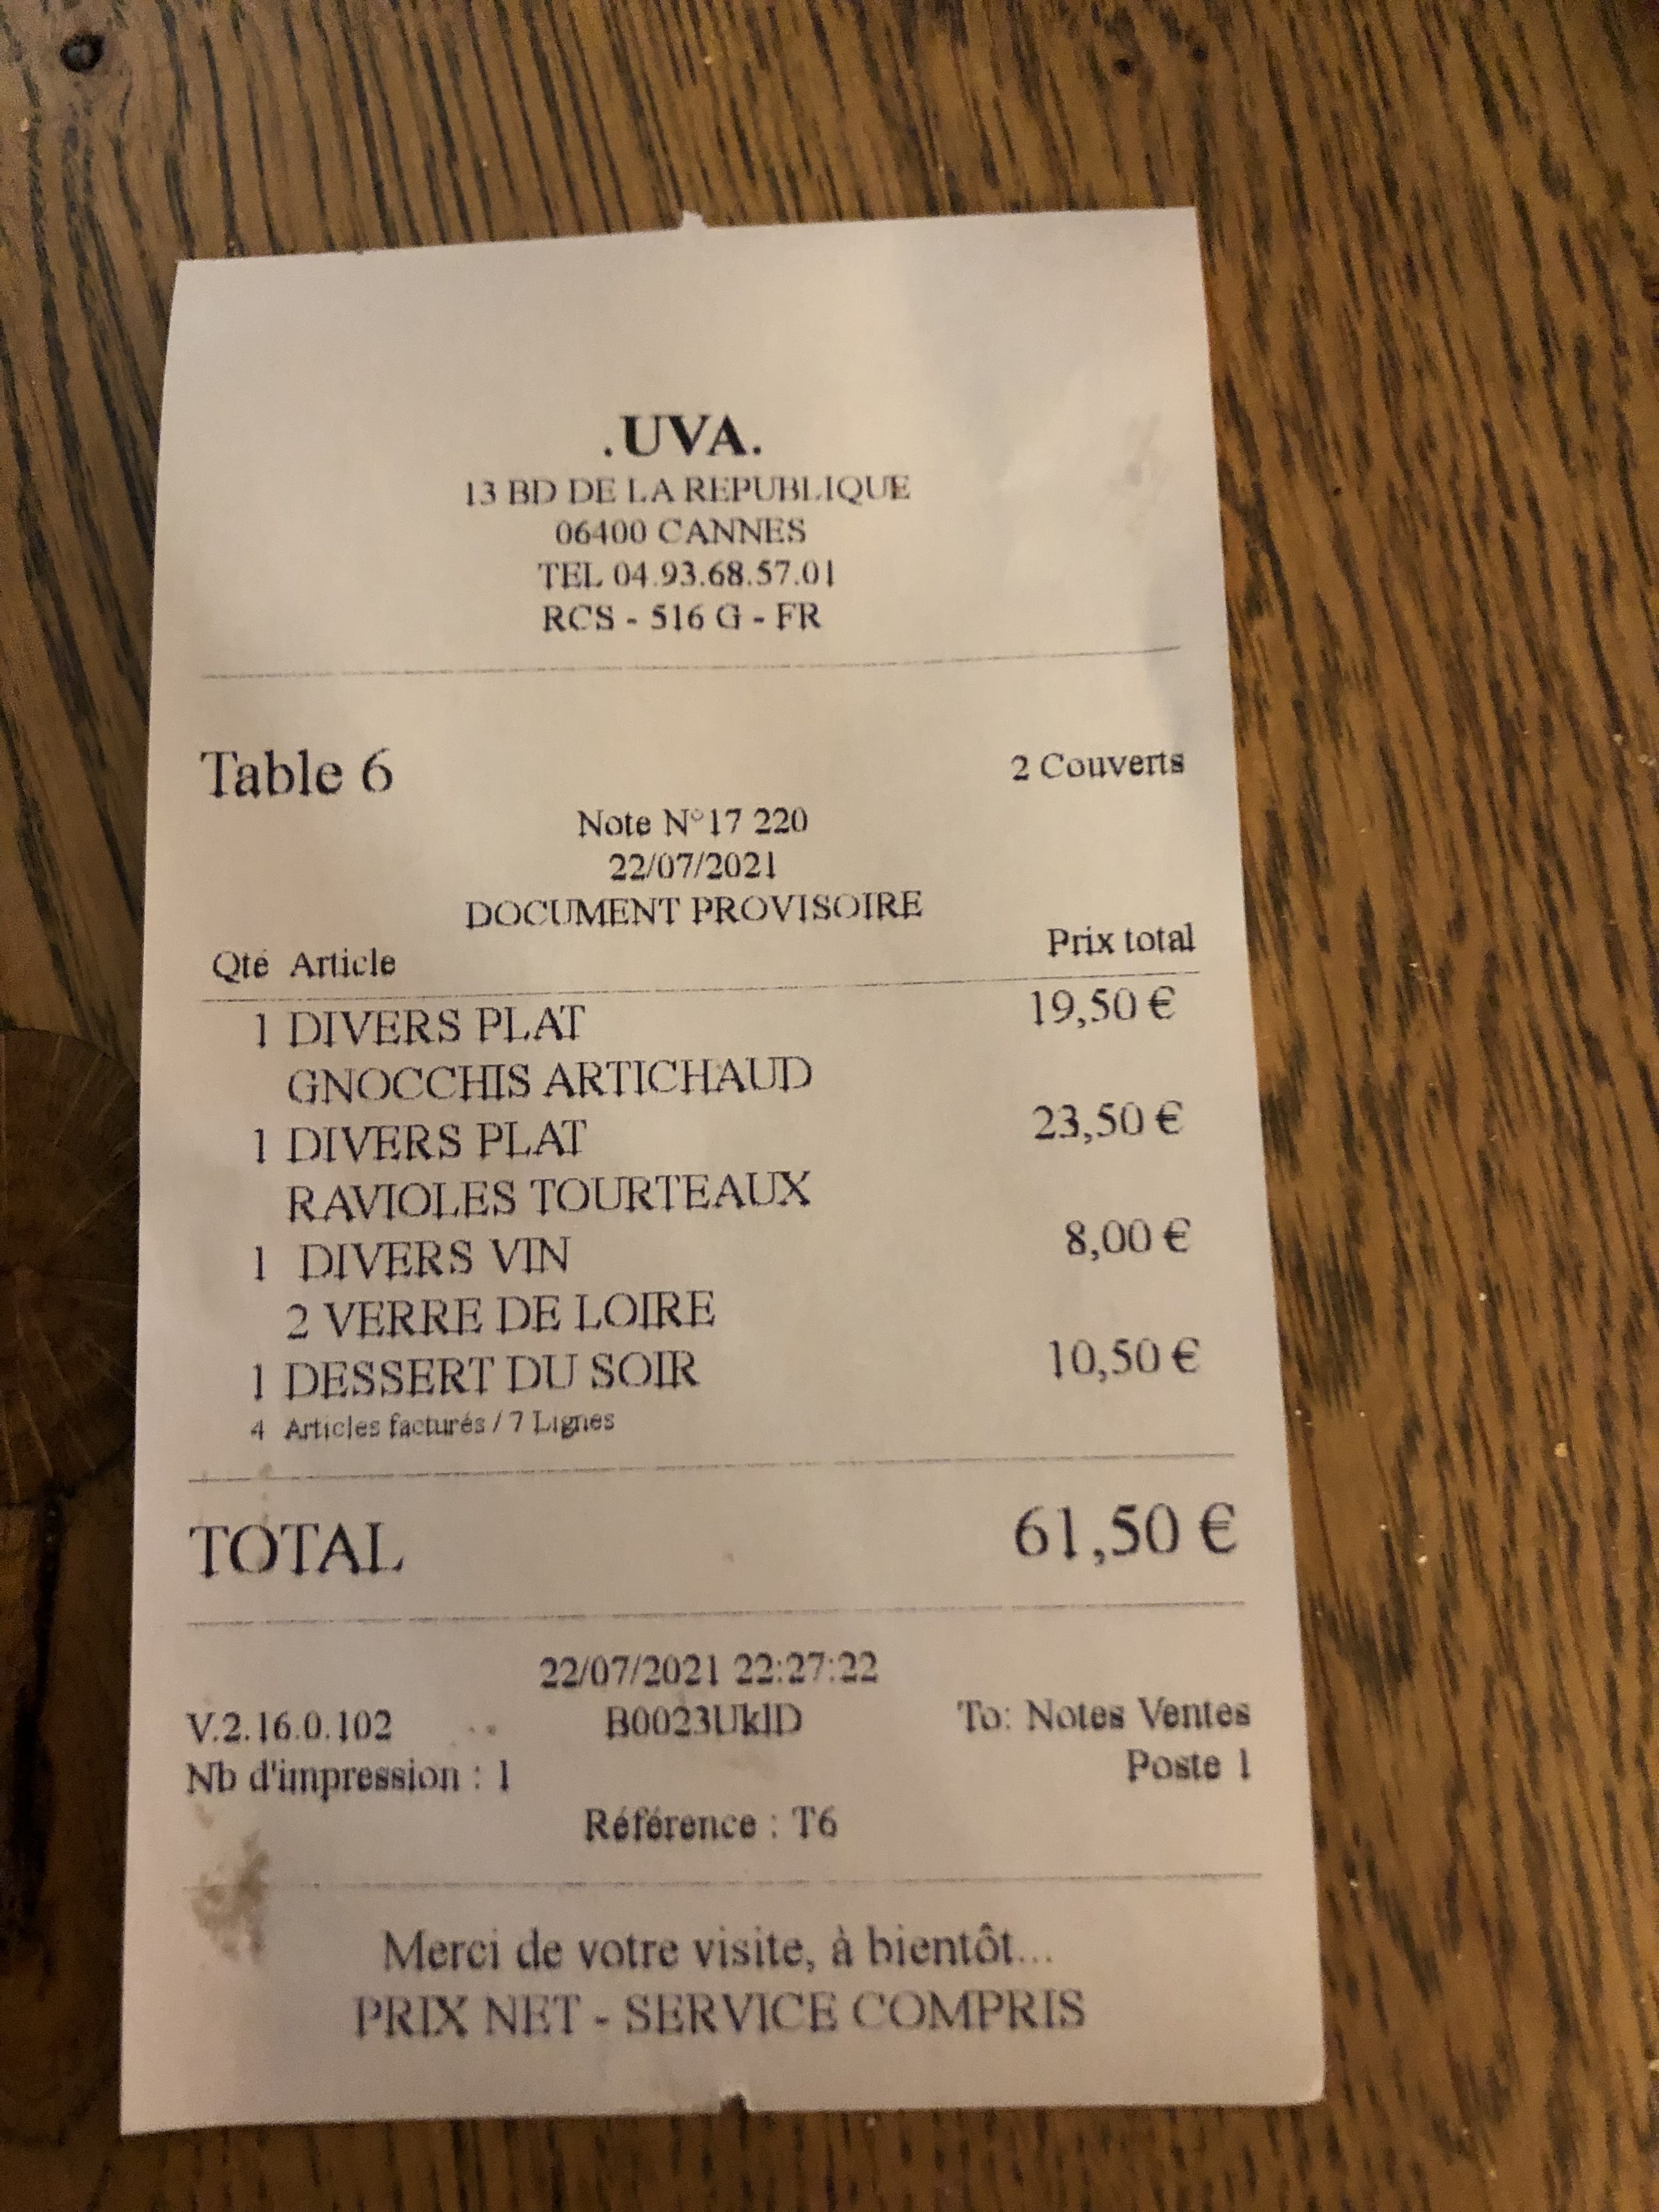 .UVA.
13 BD DE LA REPUBLIQUE
06400 CANNES
TEL 04.93.68.57.01
RCS - 516 G - FR
Table 6 2 Couverts
Note N°17 220
22/07/2021
DOCUMENT PROVISOIRE
Qté Article Prix total
1 DIVERS PLAT 19,50 €
GNOCCHIS ARTICHAUD
1 DIVERS PLAT 23,50 €
RAVIOLES TOURTEAUX
1 DIVERS VIN 8,00 €
2 VERRE DE LOIRE
1 DESSERT DU SOIR 10,50 €
4 Articles facturés / 7 Lignes
TOTAL 61,50 €
22/07/2021 22:27:22
V.2.16.0.102 B0023UklD To: Notes Ventes
Nb d'impression : 1 Poste 1
Référence : T6
Merci de votre visite, à bientôt...
PRIX NET - SERVICE COMPRIS